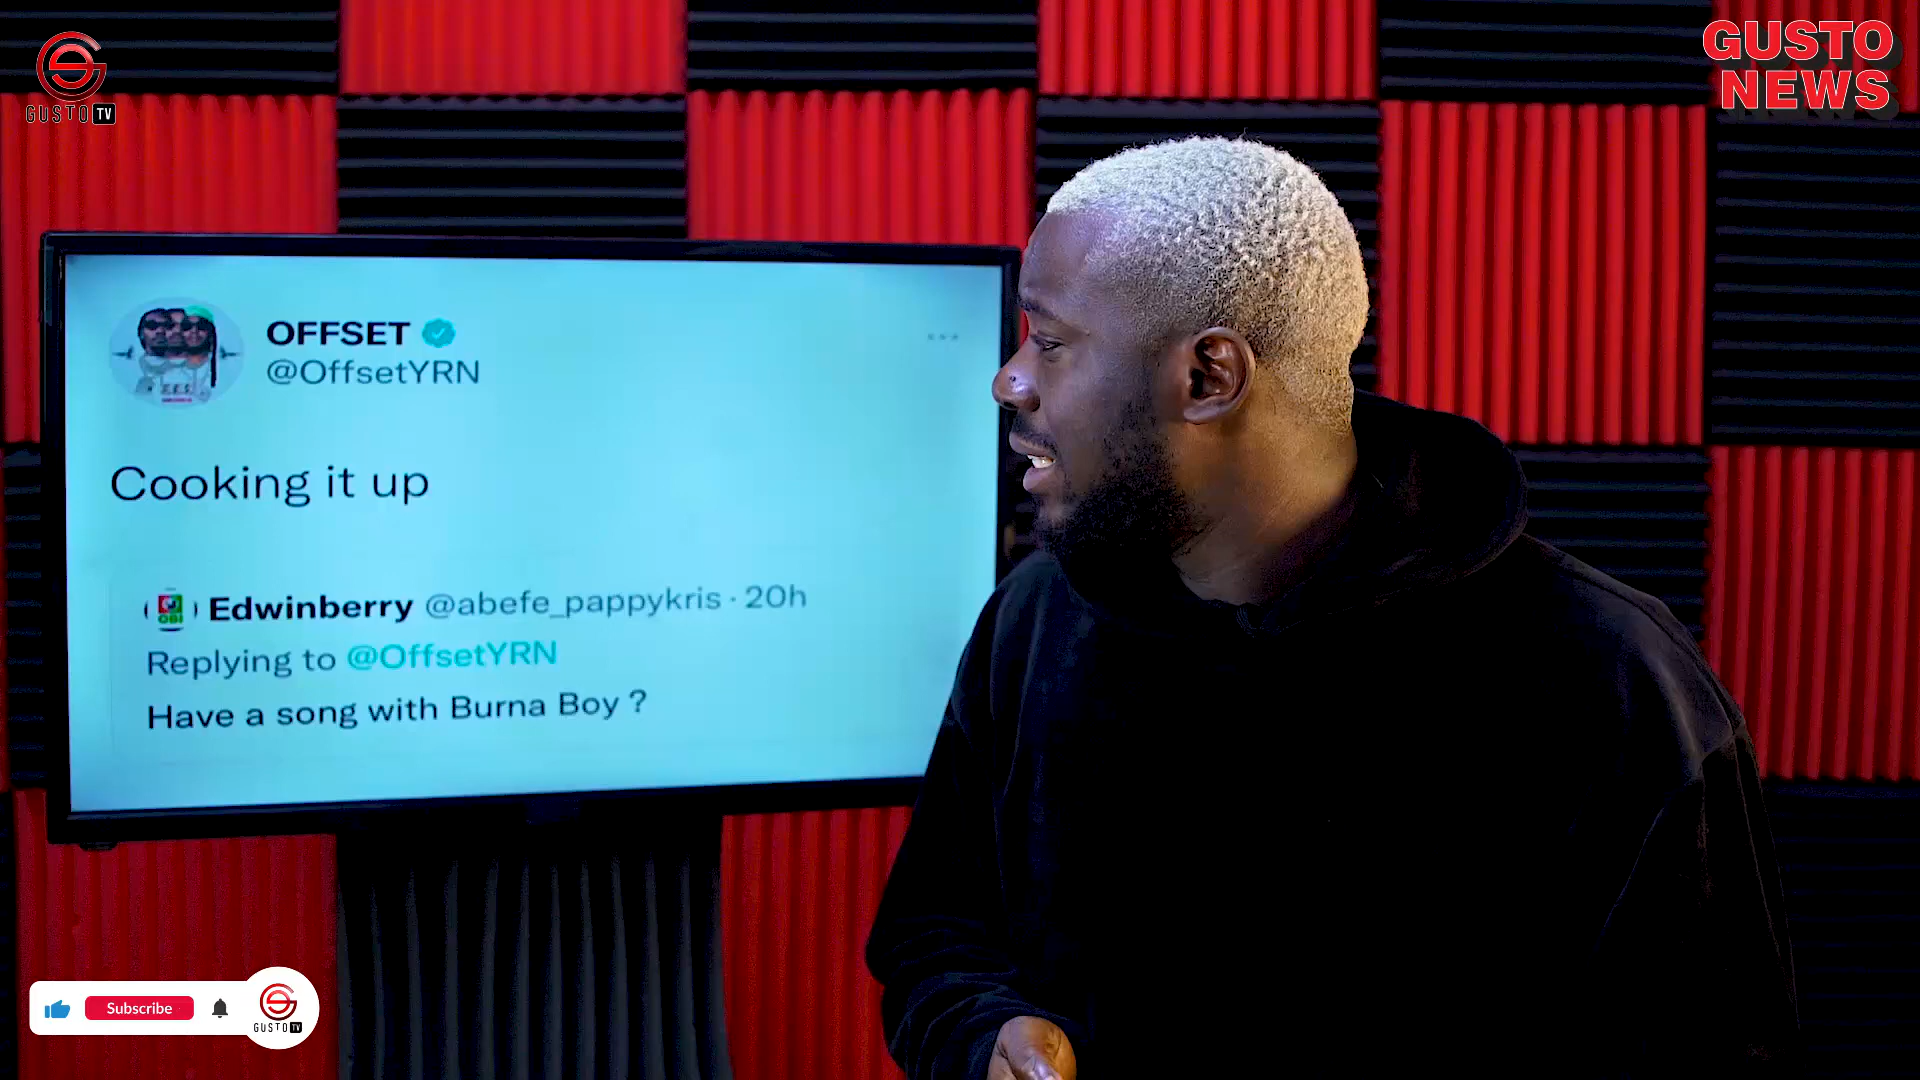 GUSTO TV
GUSTO
NEWS
OFFSET
@OffsetYRN
Cooking it up
OBI
Edwinberry @abefe_pappykris · 20h
Replying to @OffsetYRN
Have a song with Burna Boy ?
Subscribe
GUSTO TV